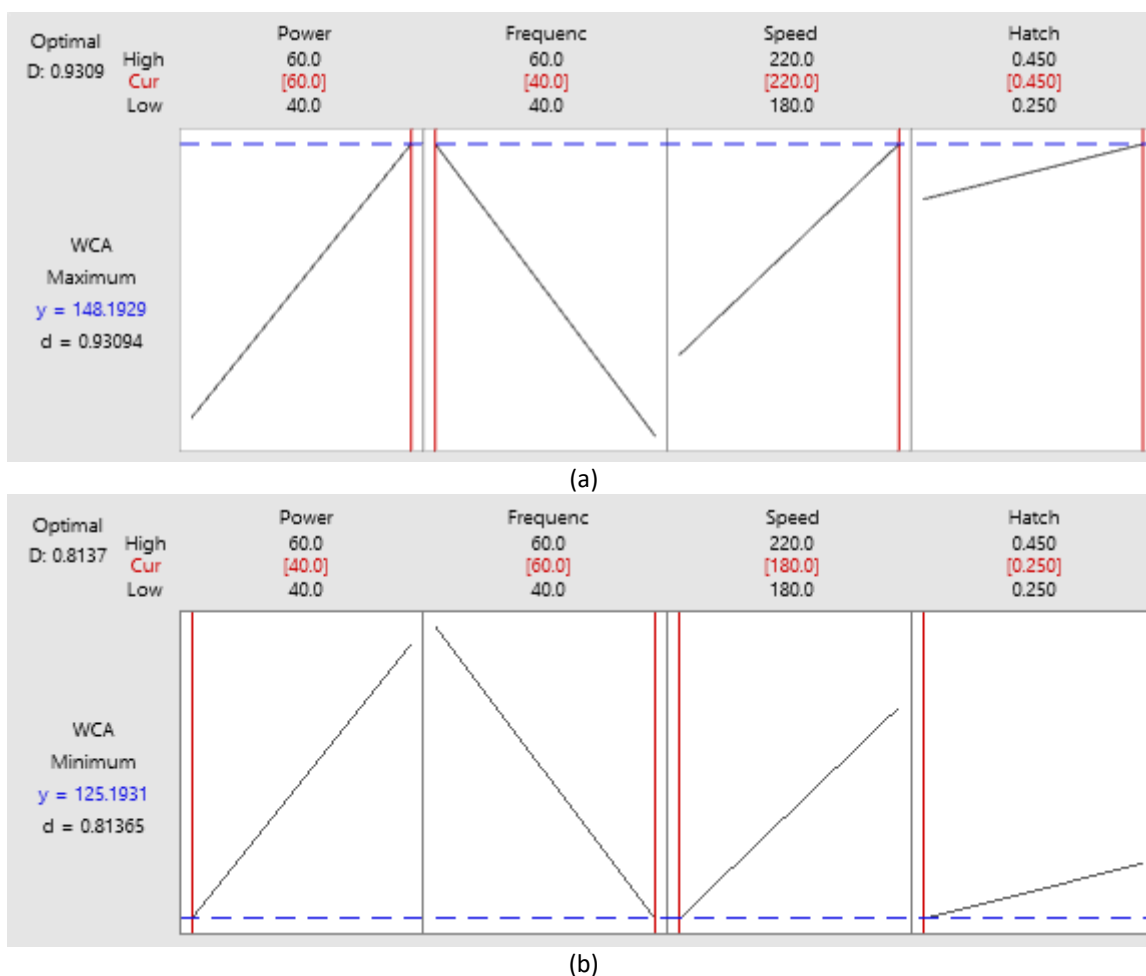 Optimal Power Frequenc Speed Hatch
D: 0.9309 High 60.0 60.0 220.0 0.450
Cur [60.0] [40.0] [220.0] [0.450]
Low 40.0 40.0 180.0 0.250
WCA
Maximum
y = 148.1929
d = 0.93094
(a)
Optimal Power Frequenc Speed Hatch
D: 0.8137 High 60.0 60.0 220.0 0.450
Cur [40.0] [60.0] [180.0] [0.250]
Low 40.0 40.0 180.0 0.250
WCA
Minimum
y = 125.1931
d = 0.81365
(b)